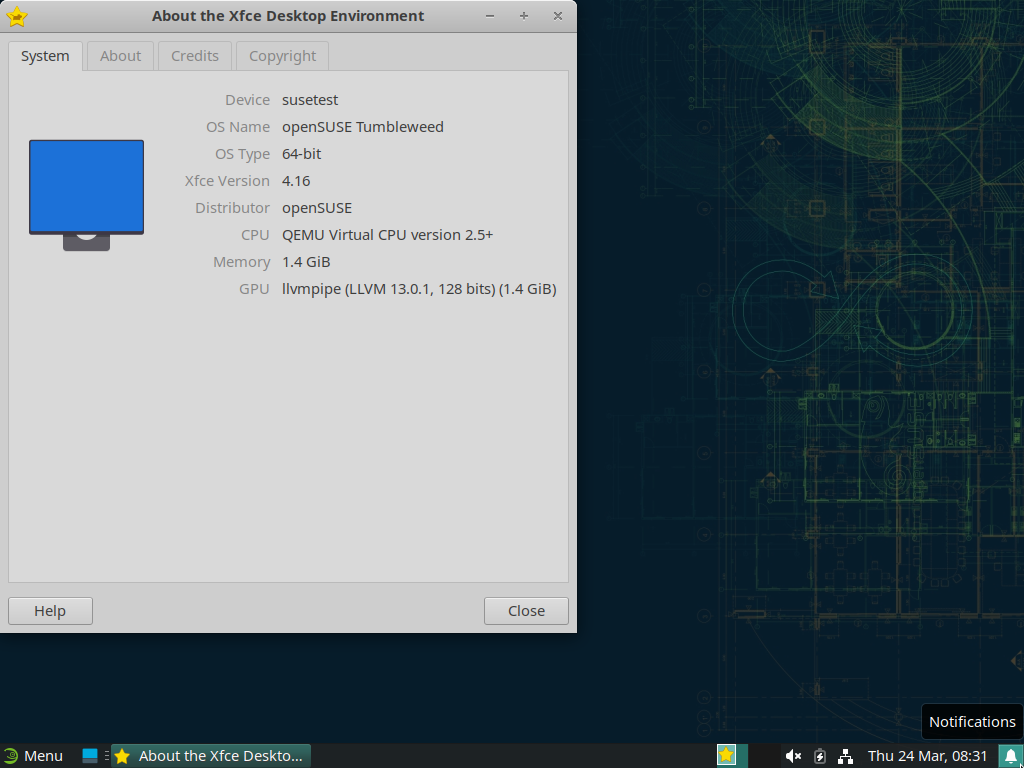 About the Xfce Desktop Environment
System About Credits Copyright
Device susetest
OS Name openSUSE Tumbleweed
OS Type 64-bit
Xfce Version 4.16
Distributor openSUSE
CPU QEMU Virtual CPU version 2.5+
Memory 1.4 GiB
GPU llvmpipe (LLVM 13.0.1, 128 bits) (1.4 GiB)
Help Close
Notifications
Menu About the Xfce Deskto... Thu 24 Mar, 08:31